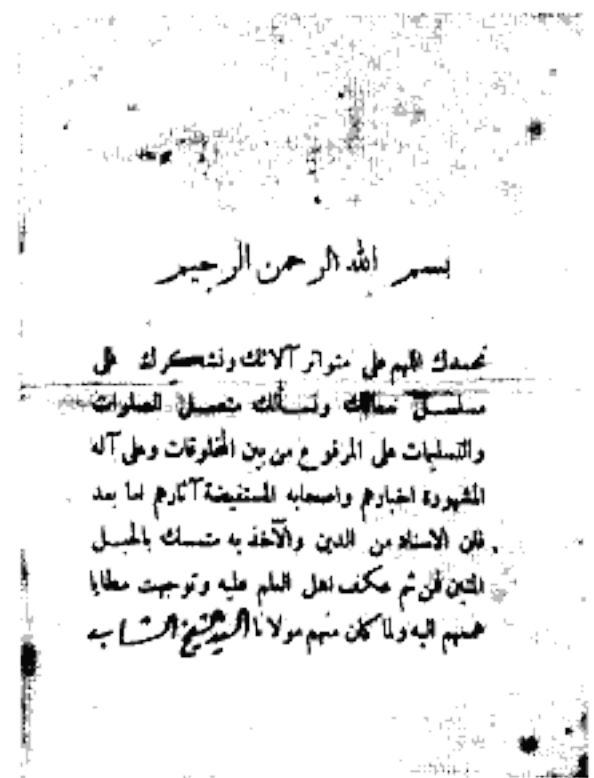 بسم الله الرحمن الرحيم
نحمدك اللهم على متواتر آلائك ونشكرك على
مسلسل نعمائك ونسألك متصل الصلوات
والتسليمات على المرفوع من بين المخلوقات وعلى آله
المشهورة اخبارهم واصحابه المستفيضة آثارهم اما بعد
فان الاسناد من الدين والآخذ به متمسك بالحبل
المتين فمن ثم عكف اهل العلم عليه وتوجهت مطايا
هممهم اليه ولما كان منهم مولانا السيد الشيخ الشاب